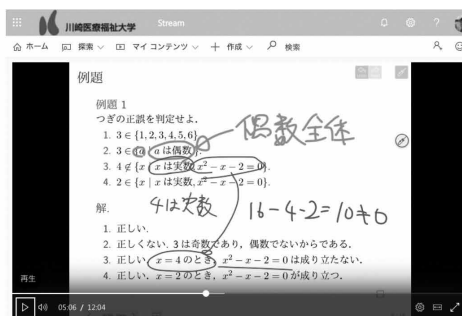 川崎医療福祉大学 Stream ?
ホーム 探索 マイ コンテンツ + 作成 検索
例題
例題 1
つぎの正誤を判定せよ.
1. 3 ∈ {1, 2, 3, 4, 5, 6}
2. 3 ∈ {a | a は偶数}.
偶数全体
3. 4 ∉ {x | x は実数, x² − x − 2 = 0}.
4. 2 ∈ {x | x は実数, x² − x − 2 = 0}.
4は実数
16−4−2=10≠0
解.
1. 正しい.
2. 正しくない. 3 は奇数であり, 偶数でないからである.
3. 正しい. x = 4 のとき, x² − x − 2 = 0 は成り立たない.
4. 正しい. x = 2 のとき, x² − x − 2 = 0 が成り立つ.
再生
05:06 / 12:04